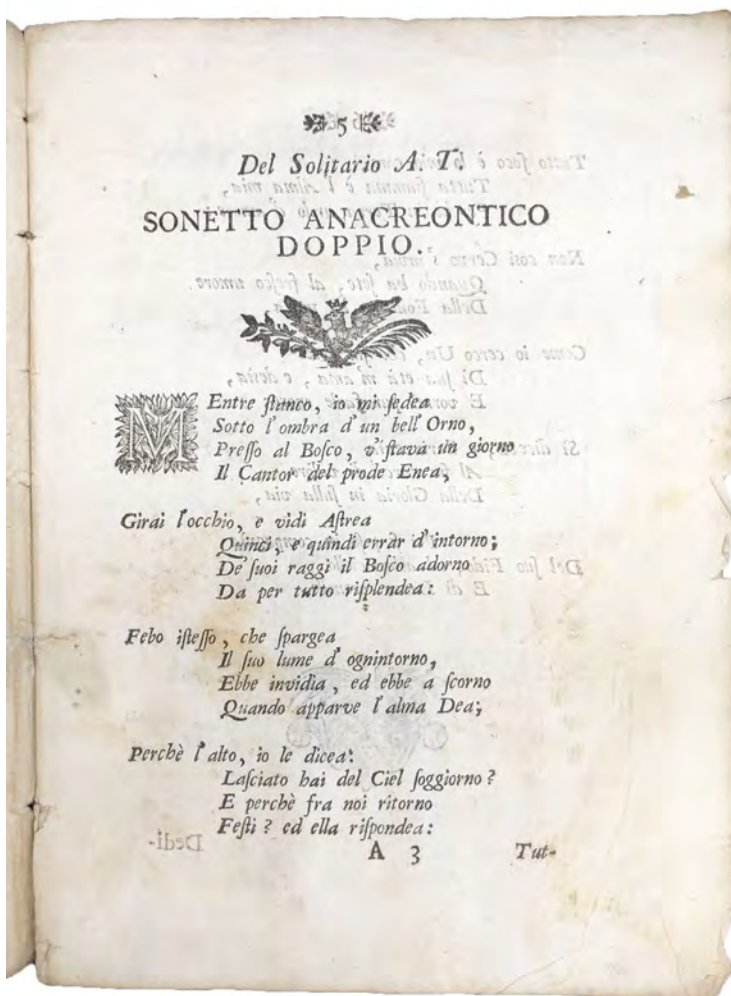 5
Del Solitario A. T.
SONETTO ANACREONTICO
DOPPIO.
MEntre stanco, io mi sedea
Sotto l'ombra d'un bell' Orno,
Presso al Bosco, v'stava un giorno
Il Cantor del prode Enea;
Girai l'occhio, e vidi Astrea
Quinci, e quindi errar d'intorno;
De' suoi raggi il Bosco adorno
Da per tutto risplendea:
Febo istesso, che spargea
Il suo lume d' ognintorno,
Ebbe invidia, ed ebbe a scorno
Quando apparve l'alma Dea;
Perchè l'alto, io le dicea:
Lasciato hai del Ciel soggiorno?
E perchè fra noi ritorno
Festi? ed ella rispondea:
A 3
Tut-